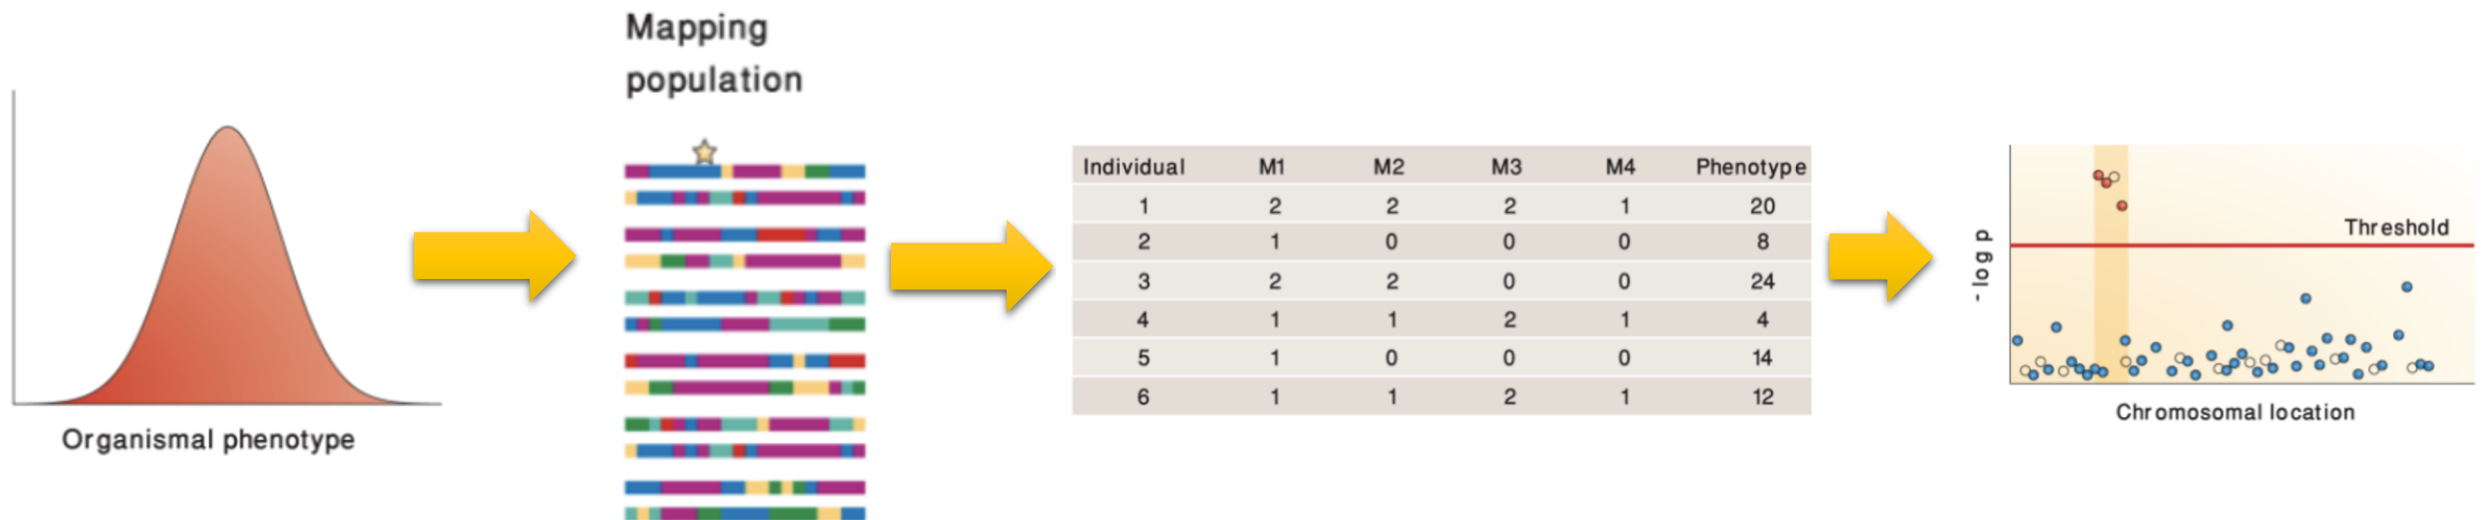 Mapping
population
Organismal phenotype
Individual M1 M2 M3 M4 Phenotype
1 2 2 2 1 20
2 1 0 0 0 8
3 2 2 0 0 24
4 1 1 2 1 4
5 1 0 0 0 14
6 1 1 2 1 12
Threshold
- log p
Chromosomal location